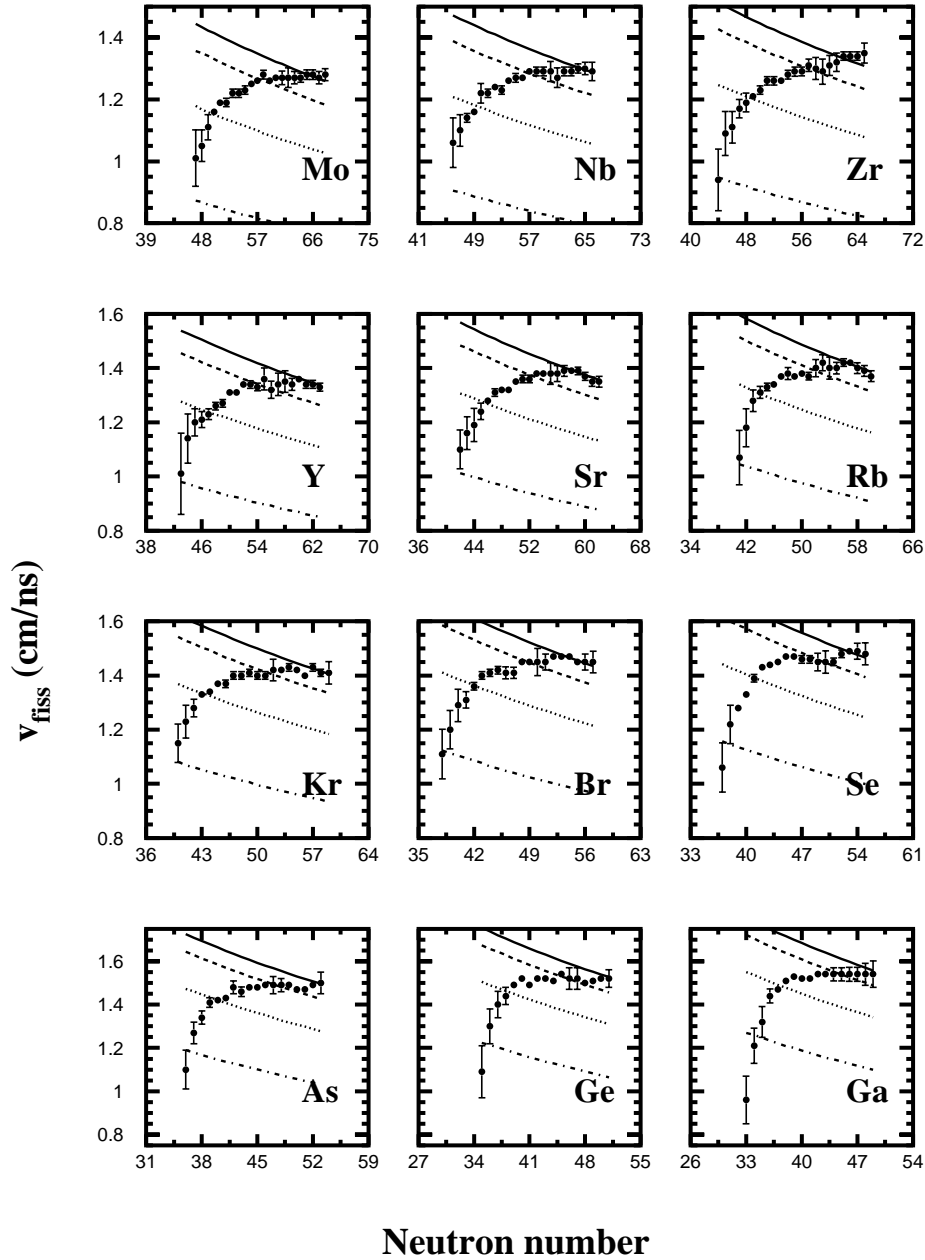 1.4
1.2
1
0.8
Mo
Nb
Zr
39 48 57 66 75
41 49 57 65 73
40 48 56 64 72
1.6
1.4
1.2
1
0.8
Y
Sr
Rb
38 46 54 62 70
34 43 51 60 68
34 42 50 58 66
1.6
1.4
1.2
1
0.8
Kr
Br
Se
36 43 50 57 64
35 42 49 56 63
33 40 47 54 61
1.6
1.4
1.2
1
0.8
As
Ge
Ga
31 38 45 52 59
27 34 41 47 54
26 33 40 47 54
v_fiss (cm/ns)
Neutron number